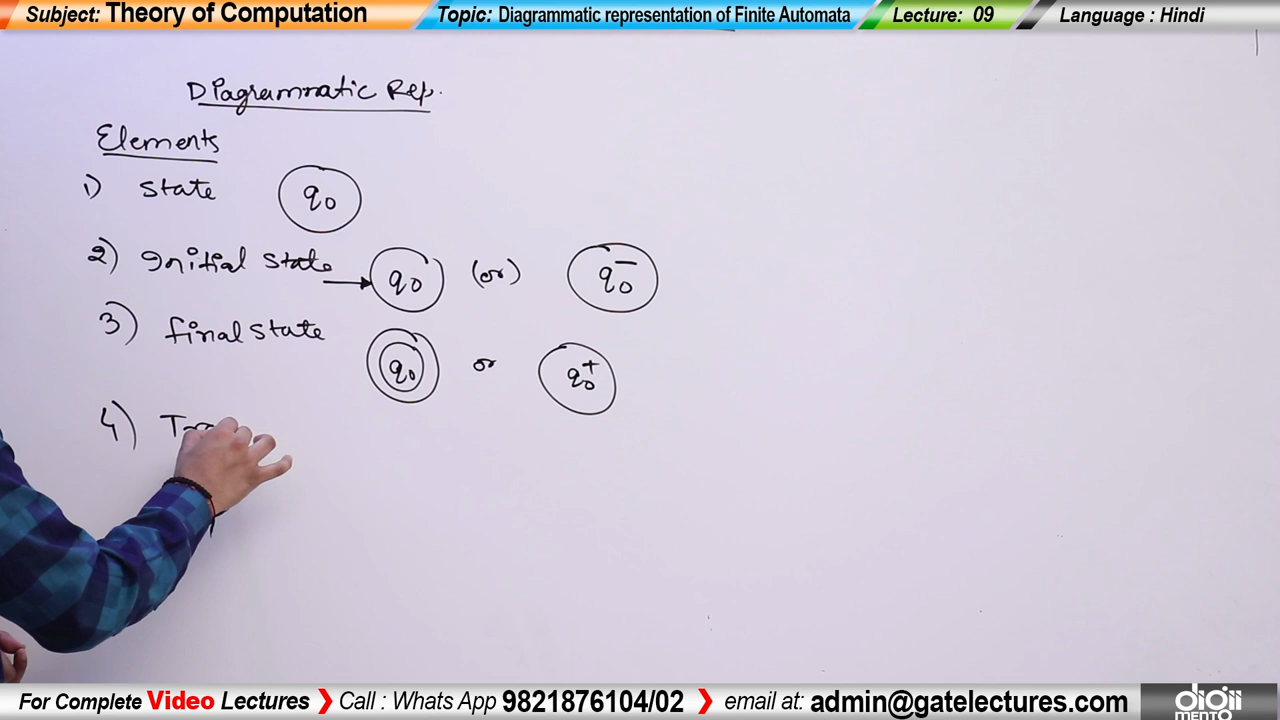 Subject: Theory of Computation Topic: Diagrammatic representation of Finite Automata Lecture: 09 Language : Hindi
Diagrammatic Rep.
Elements
1) State q0
2) Initial State q0 (or) q0-
3) final State q0 or q0+
4)
For Complete Video Lectures ❯ Call : Whats App 9821876104/02 ❯ email at: admin@gatelectures.com
digii
MENTO